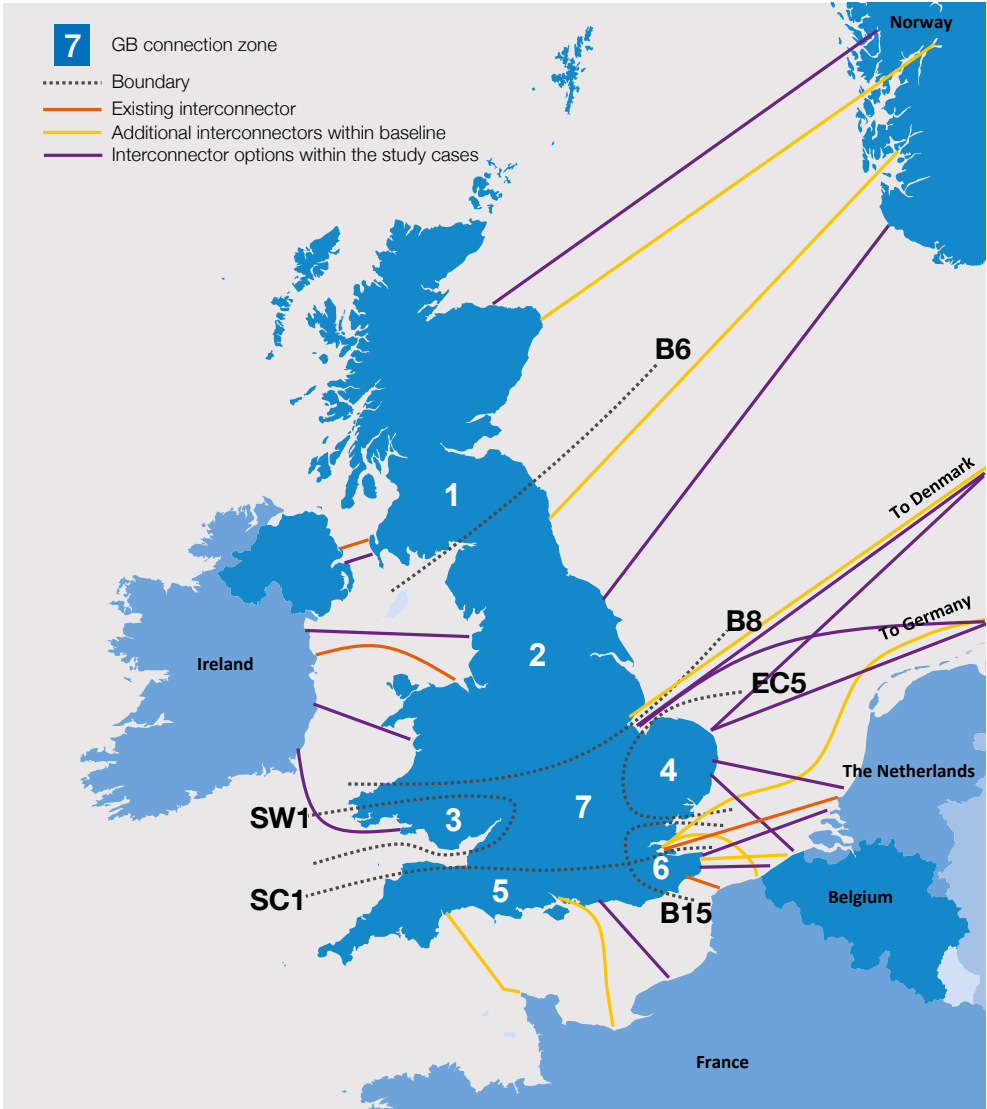 7 GB connection zone
Boundary
Existing interconnector
Additional interconnectors within baseline
Interconnector options within the study cases
Norway
B6
1
To Denmark
To Germany
B8
Ireland
2
EC5
4
The Netherlands
SW1
3
7
6
SC1
5
B15
Belgium
France